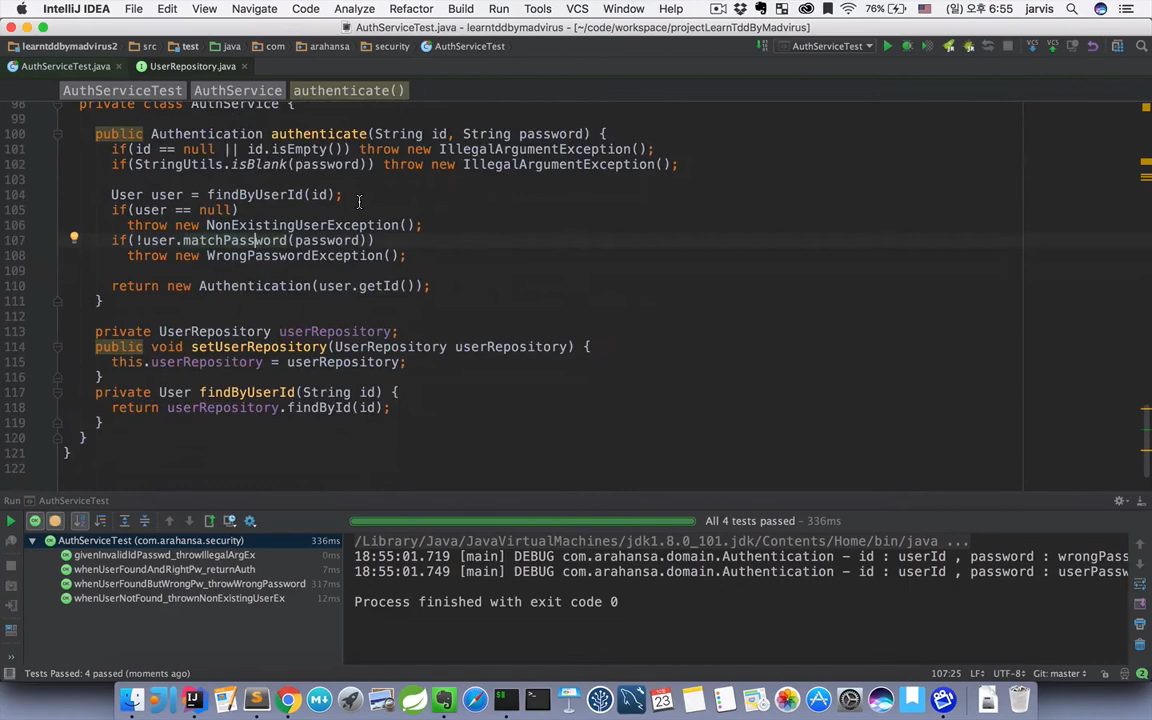 IntelliJ IDEA File Edit View Navigate Code Analyze Refactor Build Run Tools VCS Window Help 76% (일) 오후 6:55 jarvis
AuthServiceTest.java - [~/code/workspace/projectLearnTddByMadvirus]
learntddbymadvirus2 src test java com arahansa security AuthServiceTest AuthServiceTest
AuthServiceTest.java UserRepository.java
AuthServiceTest AuthService authenticate()
98 private class AuthService {
99
100 public Authentication authenticate(String id, String password) {
101 if(id == null || id.isEmpty()) throw new IllegalArgumentException();
102 if(StringUtils.isBlank(password)) throw new IllegalArgumentException();
103
104 User user = findByUserId(id);
105 if(user == null)
106 throw new NonExistingUserException();
107 if(!user.matchPassword(password))
108 throw new WrongPasswordException();
109
110 return new Authentication(user.getId());
111 }
112
113 private UserRepository userRepository;
114 public void setUserRepository(UserRepository userRepository) {
115 this.userRepository = userRepository;
116 }
117 private User findByUserId(String id) {
118 return userRepository.findById(id);
119 }
120 }
121 }
122
Run AuthServiceTest
All 4 tests passed - 336ms
AuthServiceTest (com.arahansa.security) 336ms
givenInvalidIdPasswd_throwIllegalArgEx 0ms
whenUserFoundAndRightPw_returnAuth 4ms
whenUserFoundButWrongPw_throwWrongPassword 317ms
whenUserNotFound_thrownNonExistingUserEx 12ms
/Library/Java/JavaVirtualMachines/jdk1.8.0_101.jdk/Contents/Home/bin/java ...
18:55:01.719 [main] DEBUG com.arahansa.domain.Authentication - id : userId , password : wrongPass
18:55:01.749 [main] DEBUG com.arahansa.domain.Authentication - id : userId , password : userPassw
Process finished with exit code 0
Tests Passed: 4 passed (moments ago) 107:25 LF UTF-8 Git: master